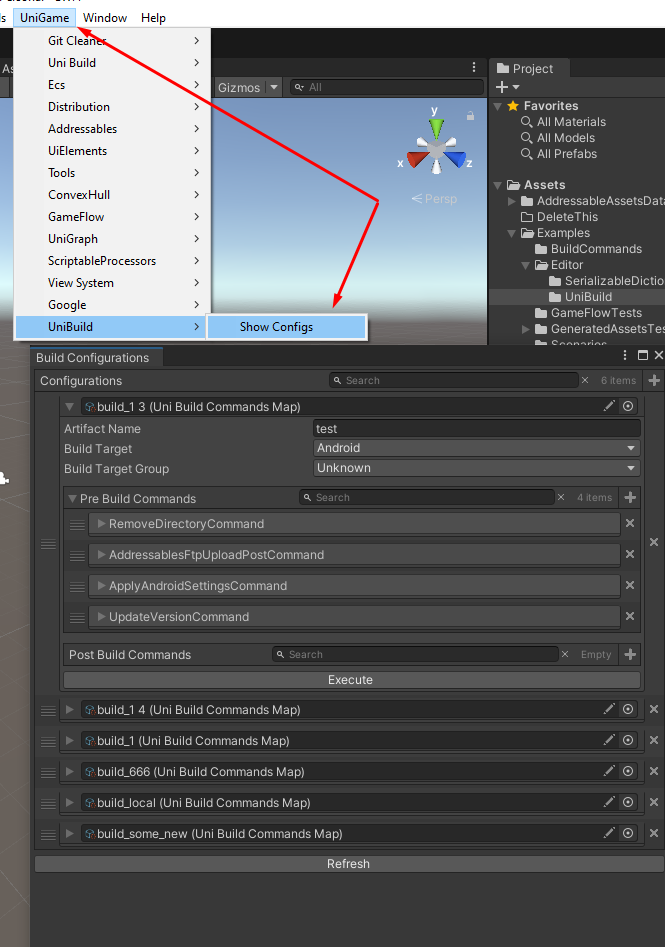 UniGame Window Help
Git Cleaner
Uni Build
Ecs
Distribution
Addressables
UiElements
Tools
ConvexHull
GameFlow
UniGraph
ScriptableProcessors
View System
Google
UniBuild
Show Configs
Gizmos All
y
x
z
Persp
Project
Favorites
All Materials
All Models
All Prefabs
Assets
AddressableAssetsData
DeleteThis
Examples
BuildCommands
Editor
SerializableDictio
UniBuild
GameFlowTests
GeneratedAssetsTes
Scenarios
Build Configurations
Configurations Search 6 items
build_1 3 (Uni Build Commands Map)
Artifact Name test
Build Target Android
Build Target Group Unknown
Pre Build Commands Search 4 items
RemoveDirectoryCommand
AddressablesFtpUploadPostCommand
ApplyAndroidSettingsCommand
UpdateVersionCommand
Post Build Commands Search Empty
Execute
build_1 4 (Uni Build Commands Map)
build_1 (Uni Build Commands Map)
build_666 (Uni Build Commands Map)
build_local (Uni Build Commands Map)
build_some_new (Uni Build Commands Map)
Refresh